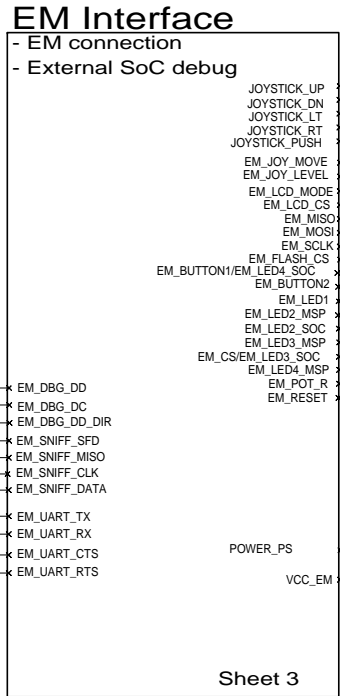 EM Interface
- EM connection
- External SoC debug
JOYSTICK_UP
JOYSTICK_DN
JOYSTICK_LT
JOYSTICK_RT
JOYSTICK_PUSH
EM_JOY_MOVE
EM_JOY_LEVEL
EM_LCD_MODE
EM_LCD_CS
EM_MISO
EM_MOSI
EM_SCLK
EM_FLASH_CS
EM_BUTTON1/EM_LED4_SOC
EM_BUTTON2
EM_LED1
EM_LED2_MSP
EM_LED2_SOC
EM_LED3_MSP
EM_CS/EM_LED3_SOC
EM_LED4_MSP
EM_POT_R
EM_RESET
EM_DBG_DD
EM_DBG_DC
EM_DBG_DD_DIR
EM_SNIFF_SFD
EM_SNIFF_MISO
EM_SNIFF_CLK
EM_SNIFF_DATA
EM_UART_TX
EM_UART_RX
EM_UART_CTS
EM_UART_RTS
POWER_PS
VCC_EM
Sheet 3